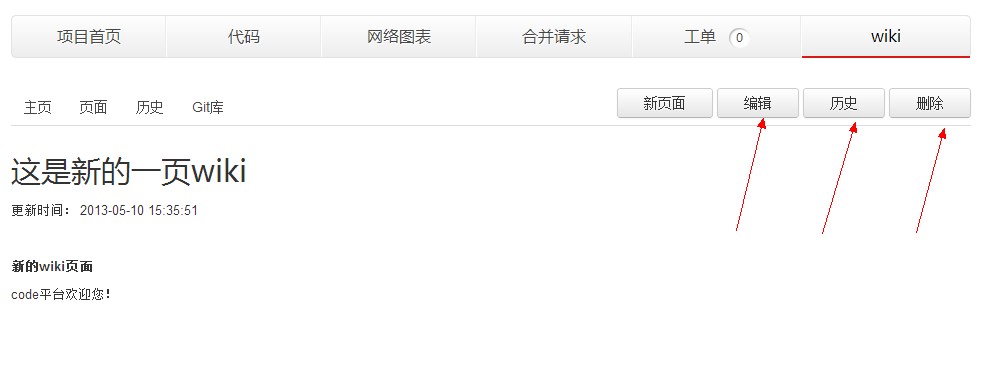 项目首页 代码 网络图表 合并请求 工单 0 wiki
主页 页面 历史 Git库 新页面 编辑 历史 删除
这是新的一页wiki
更新时间： 2013-05-10 15:35:51
新的wiki页面
code平台欢迎您！